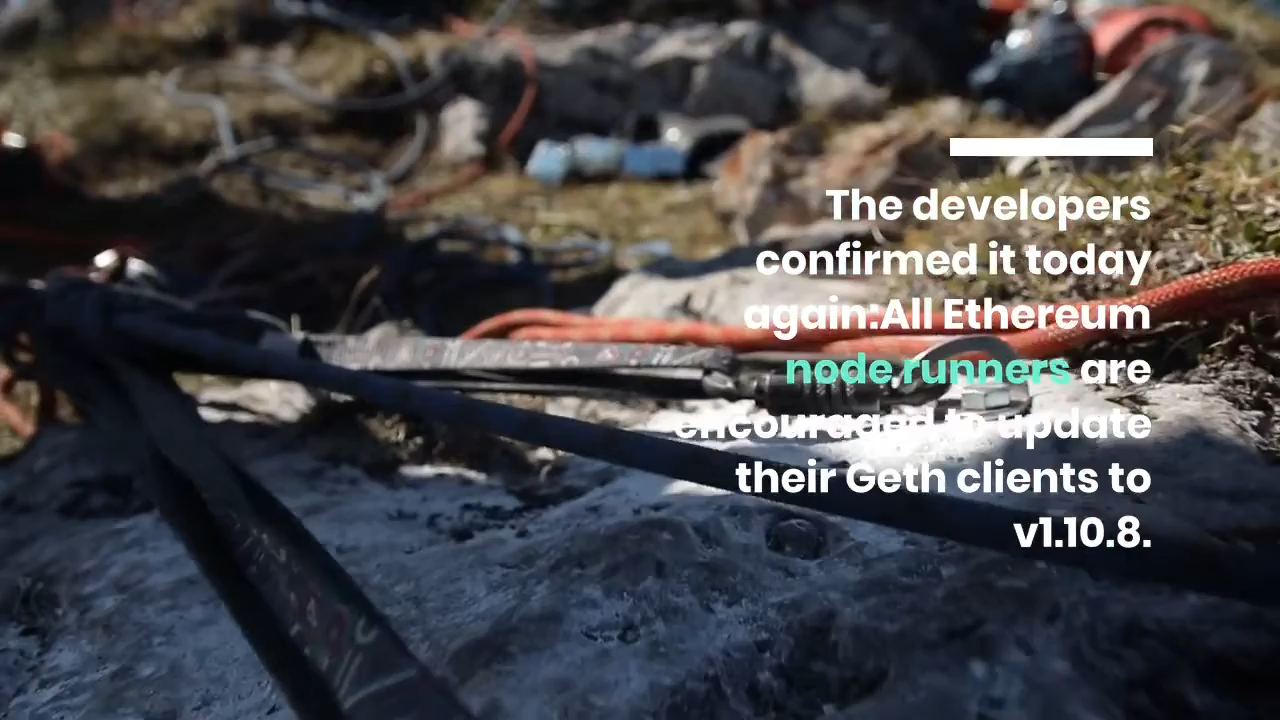 The developers
confirmed it today
again:All Ethereum
node runners are
encouraged to update
their Geth clients to
v1.10.8.